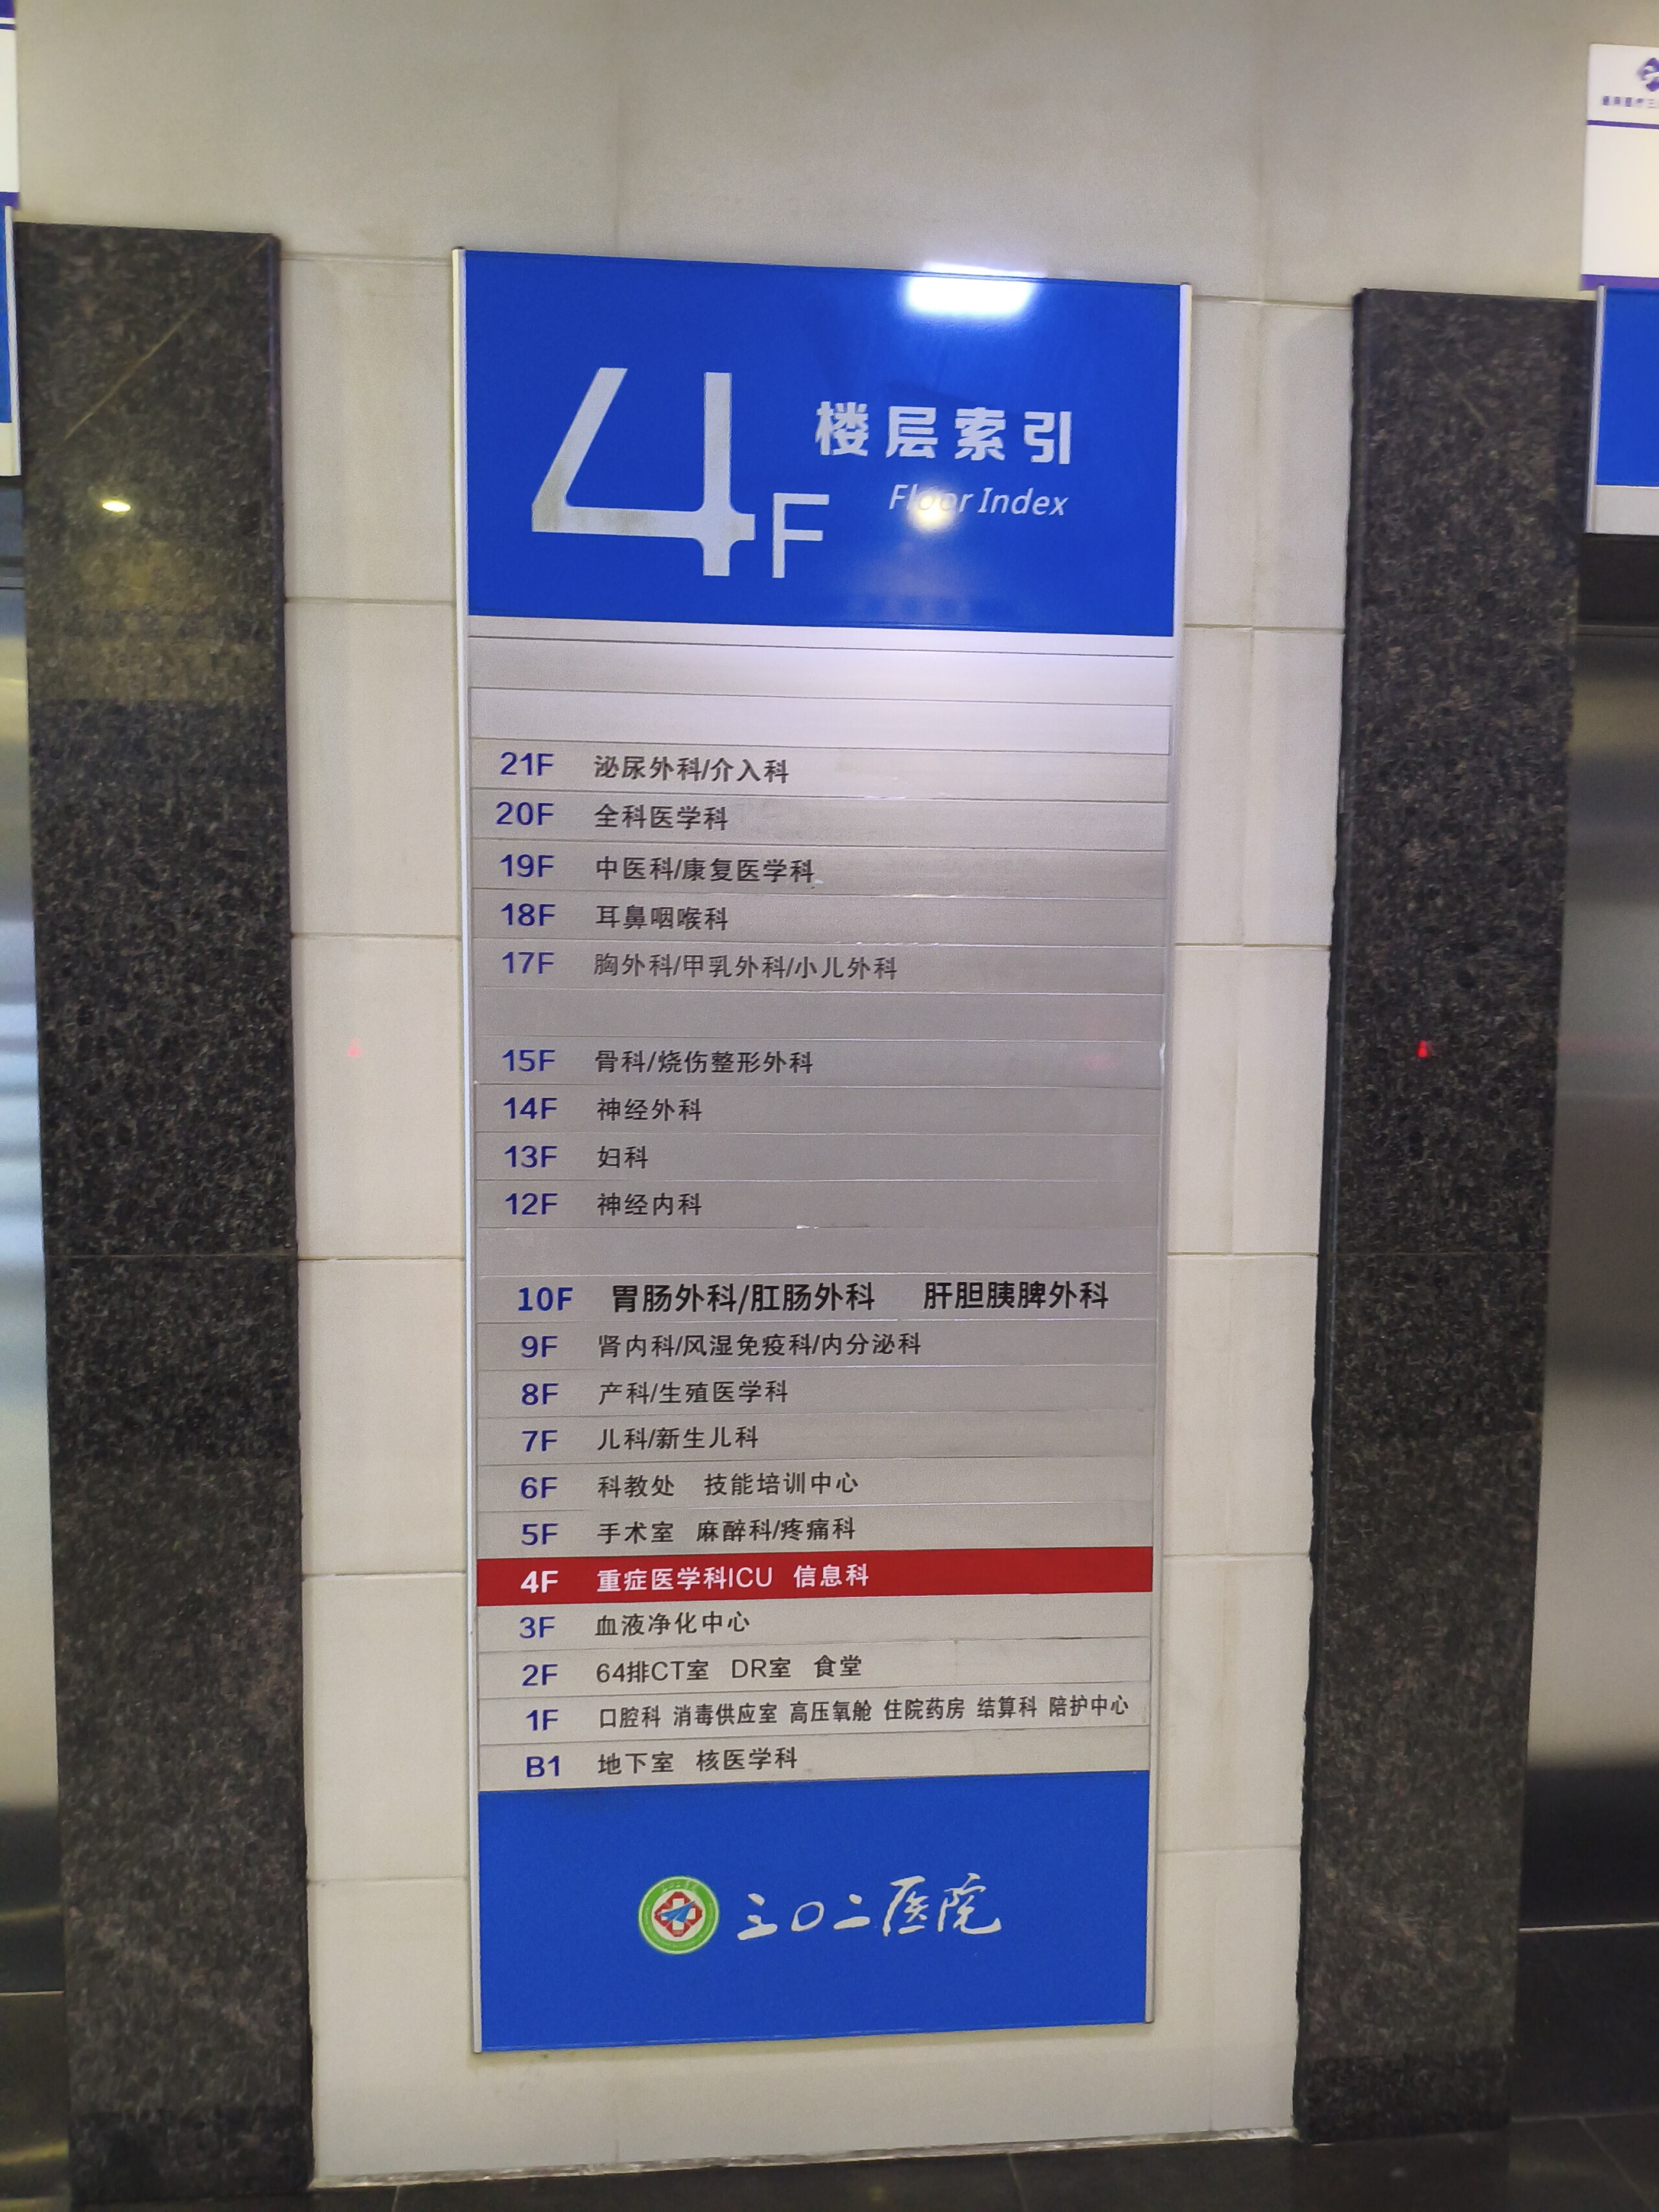 4F
楼层索引
Floor Index
21F 泌尿外科/介入科
20F 全科医学科
19F 中医科/康复医学科
18F 耳鼻咽喉科
17F 胸外科/甲乳外科/小儿外科
15F 骨科/烧伤整形外科
14F 神经外科
13F 妇科
12F 神经内科
10F 胃肠外科/肛肠外科 肝胆胰脾外科
9F 肾内科/风湿免疫科/内分泌科
8F 产科/生殖医学科
7F 儿科/新生儿科
6F 科教处 技能培训中心
5F 手术室 麻醉科/疼痛科
4F 重症医学科ICU 信息科
3F 血液净化中心
2F 64排CT室 DR室 食堂
1F 口腔科 消毒供应室 高压氧舱 住院药房 结算科 陪护中心
B1 地下室 核医学科
三0二医院